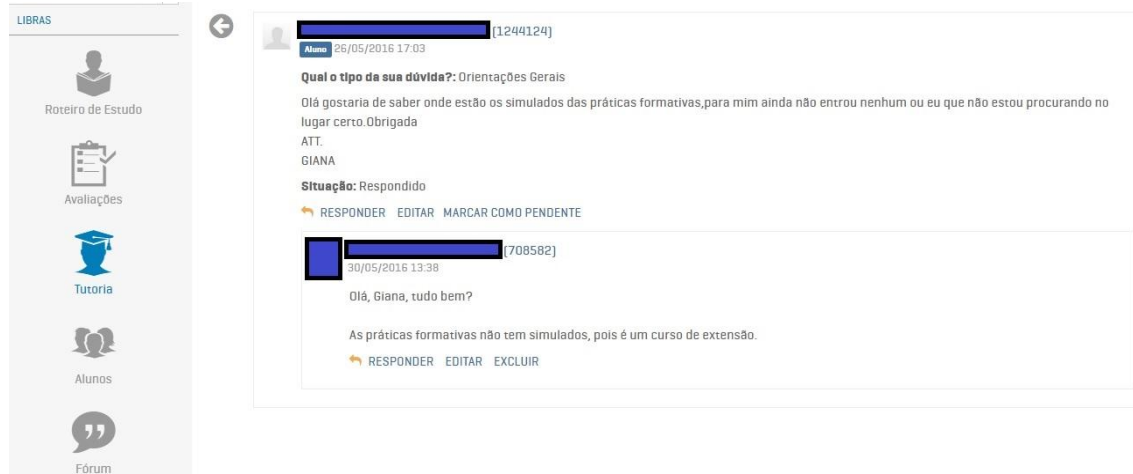 LIBRAS
Roteiro de Estudo
Avaliações
Tutoria
Alunos
Fórum
(1244124)
Aluno 26/05/2016 17:03
Qual o tipo da sua dúvida?: Orientações Gerais
Olá gostaria de saber onde estão os simulados das práticas formativas,para mim ainda não entrou nenhum ou eu que não estou procurando no
lugar certo.Obrigada
ATT.
GIANA
Situação: Respondido
RESPONDER EDITAR MARCAR COMO PENDENTE
(708582)
30/05/2016 13:38
Olá, Giana, tudo bem?
As práticas formativas não tem simulados, pois é um curso de extensão.
RESPONDER EDITAR EXCLUIR